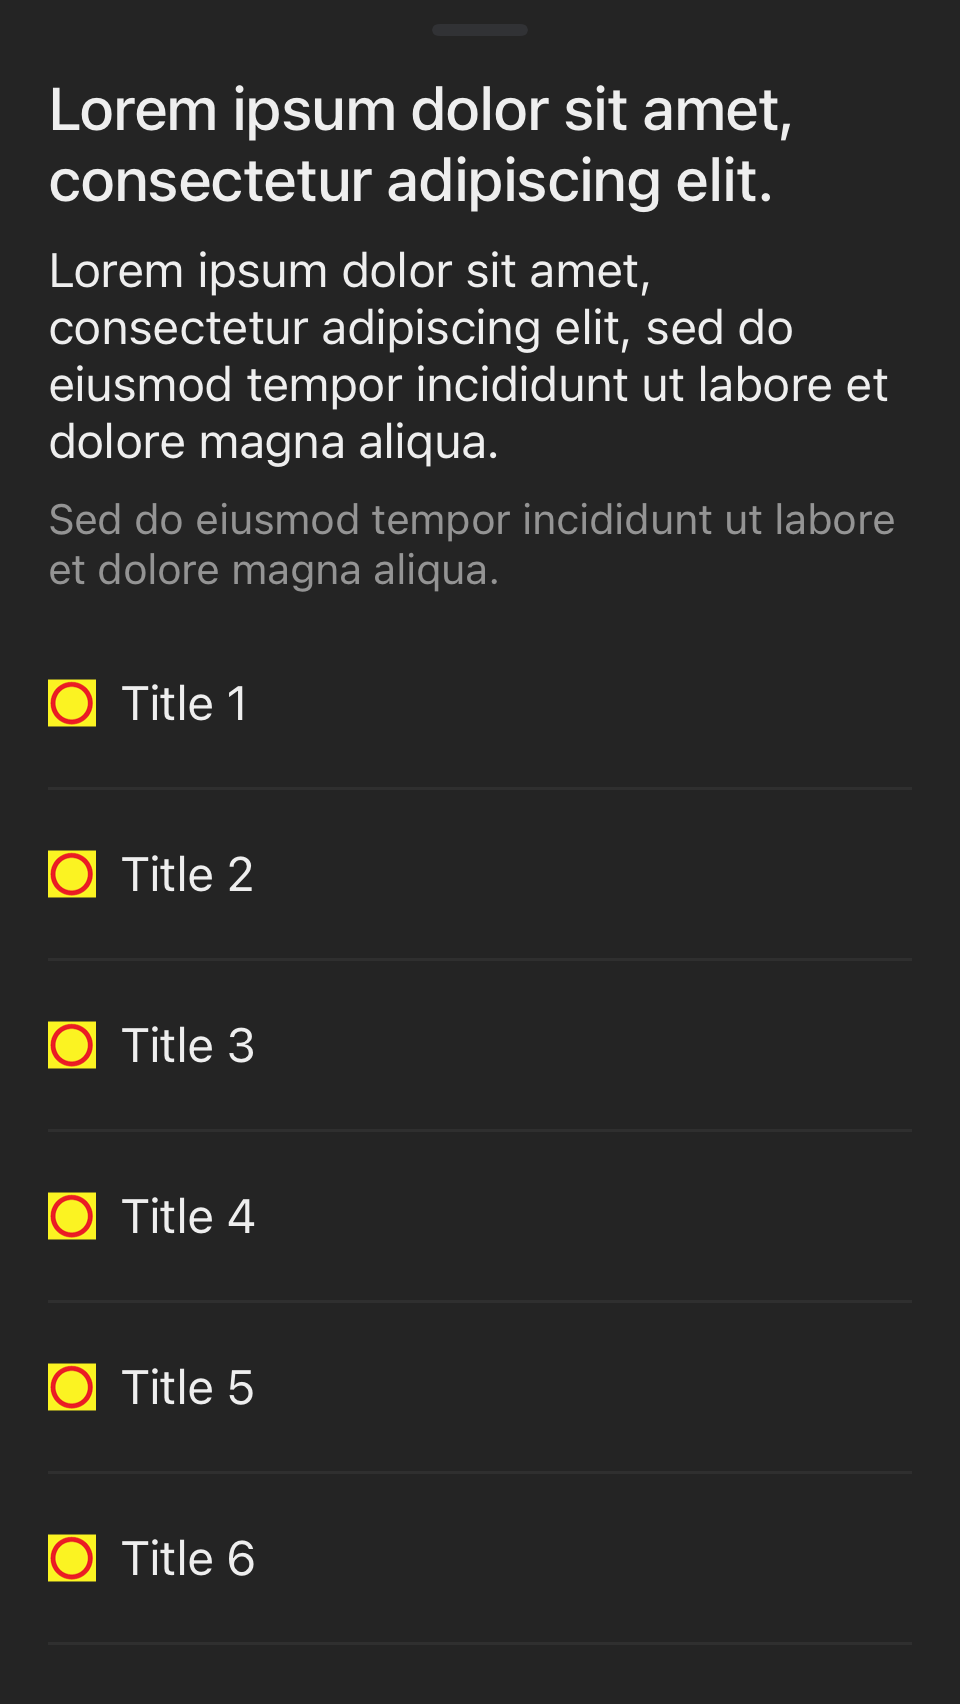 Lorem ipsum dolor sit amet,
consectetur adipiscing elit.
Lorem ipsum dolor sit amet,
consectetur adipiscing elit, sed do
eiusmod tempor incididunt ut labore et
dolore magna aliqua.
Sed do eiusmod tempor incididunt ut labore
et dolore magna aliqua.
Title 1
Title 2
Title 3
Title 4
Title 5
Title 6